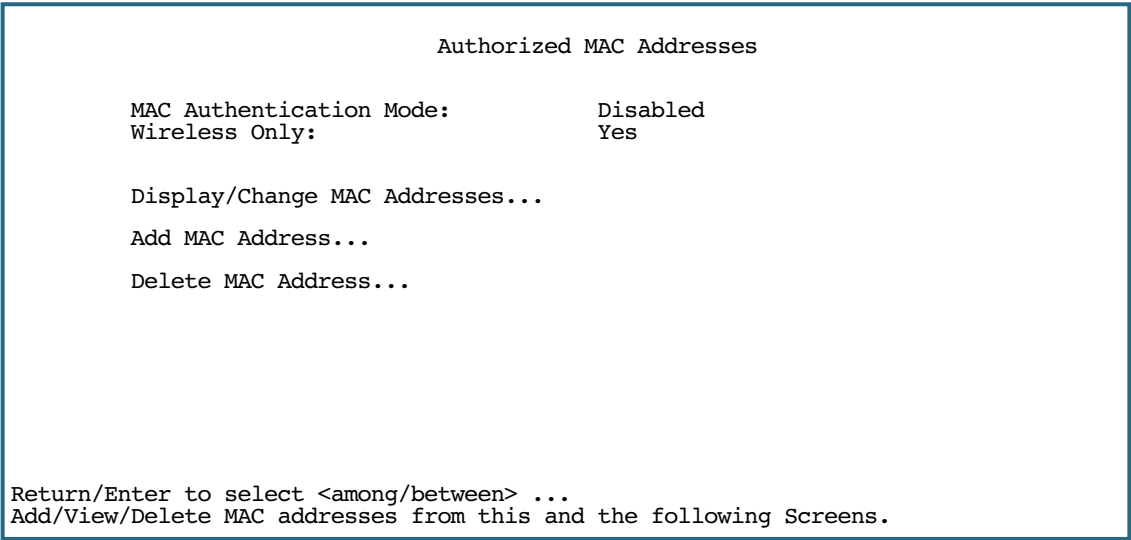 Authorized MAC Addresses
MAC Authentication Mode: Disabled
Wireless Only: Yes
Display/Change MAC Addresses...
Add MAC Address...
Delete MAC Address...
Return/Enter to select <among/between> ...
Add/View/Delete MAC addresses from this and the following Screens.